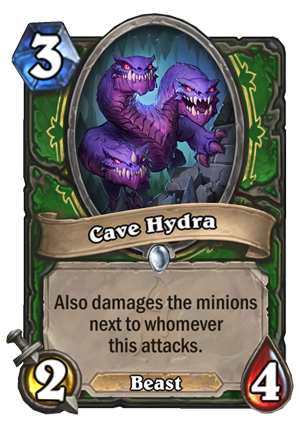 3
Cave Hydra
Also damages the minions
next to whomever
this attacks.
2
Beast
4